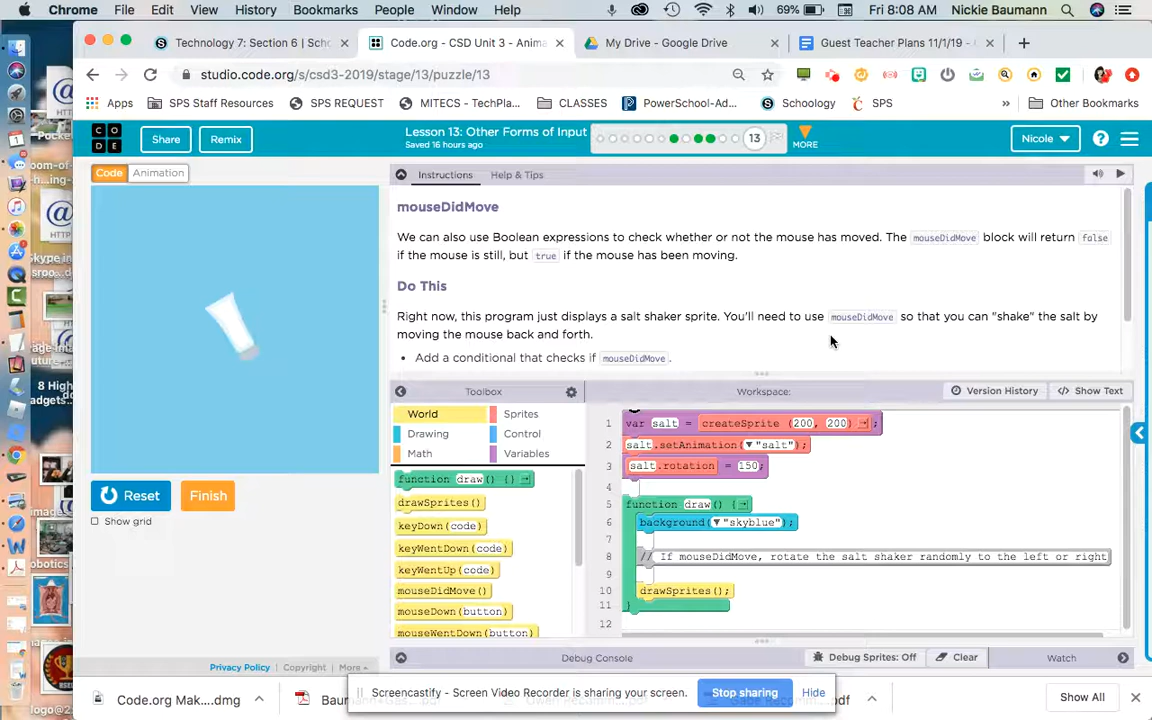 Chrome File Edit View History Bookmarks People Window Help 69% Fri 8:08 AM Nickie Baumann
Technology 7: Section 6 | Sch
Code.org - CSD Unit 3 - Anima
My Drive - Google Drive
Guest Teacher Plans 11/1/19 -
studio.code.org/s/csd3-2019/stage/13/puzzle/13
Apps SPS Staff Resources SPS REQUEST MITECS - TechPla... CLASSES PowerSchool-Ad... Schoology SPS » Other Bookmarks
C O
D E
Share
Remix
Lesson 13: Other Forms of Input
Saved 16 hours ago
13
MORE
Nicole
Code Animation
Instructions Help & Tips
mouseDidMove
We can also use Boolean expressions to check whether or not the mouse has moved. The mouseDidMove block will return false
if the mouse is still, but true if the mouse has been moving.
Do This
Right now, this program just displays a salt shaker sprite. You'll need to use mouseDidMove so that you can "shake" the salt by
moving the mouse back and forth.
• Add a conditional that checks if mouseDidMove.
Toolbox
Workspace:
Version History
Show Text
World Sprites
Drawing Control
Math Variables
function draw() {}
drawSprites()
keyDown(code)
keyWentDown(code)
keyWentUp(code)
mouseDidMove()
mouseDown(button)
mouseWentDown(button)
1 var salt = createSprite (200, 200) ;
2 salt.setAnimation( "salt");
3 salt.rotation = 150;
4
5 function draw() {
6 background( "skyblue");
7
8 // If mouseDidMove, rotate the salt shaker randomly to the left or right
9
10 drawSprites();
11 }
12
Reset
Finish
Show grid
Privacy Policy | Copyright | More
Debug Console
Debug Sprites: Off
Clear
Watch
Code.org Mak....dmg
Screencastify - Screen Video Recorder is sharing your screen.
Stop sharing
Hide
Show All